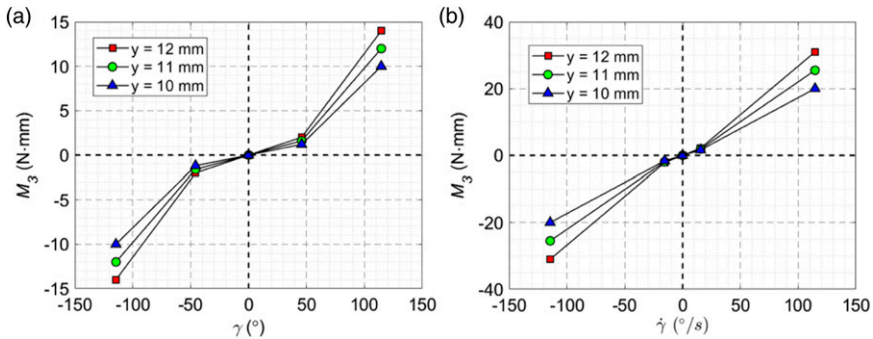 (a)
15
10
5
0
-5
-10
-15
M3 (N·mm)
y = 12 mm
y = 11 mm
y = 10 mm
-150 -100 -50 0 50 100 150
γ (°)
(b)
40
20
0
-20
-40
M3 (N·mm)
y = 12 mm
y = 11 mm
y = 10 mm
-150 -100 -50 0 50 100 150
γ̇ (°/s)